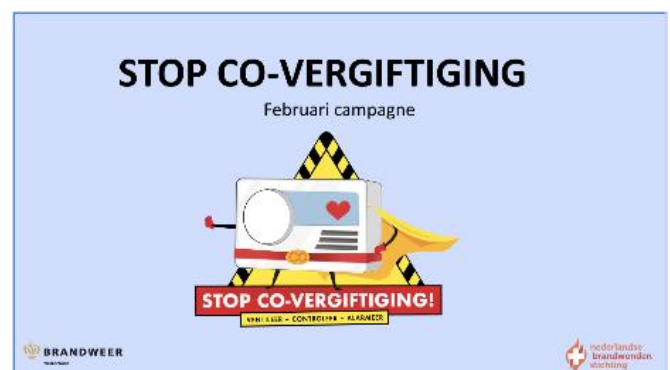 STOP CO-VERGIFTIGING
Februari campagne
STOP CO-VERGIFTIGING!
VENTILEER - CONTROLEER - ALARMEER
BRANDWEER
nederlandse
brandwonden
stichting